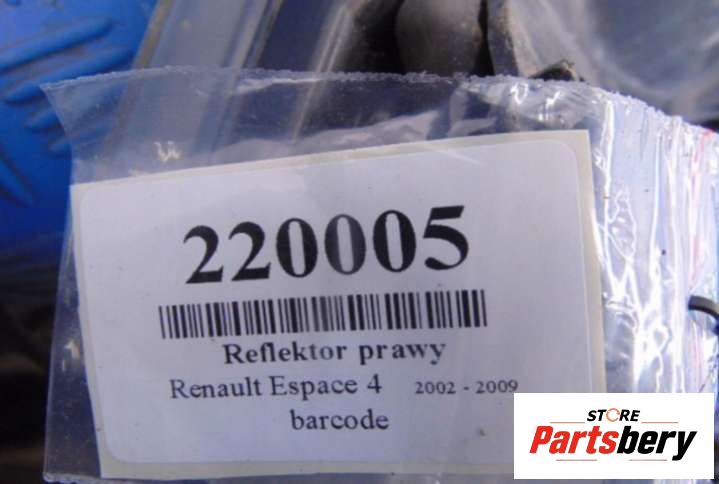 220005
Reflektor prawy
Renault Espace 4 2002 - 2009
barcode
STORE
Partsbery